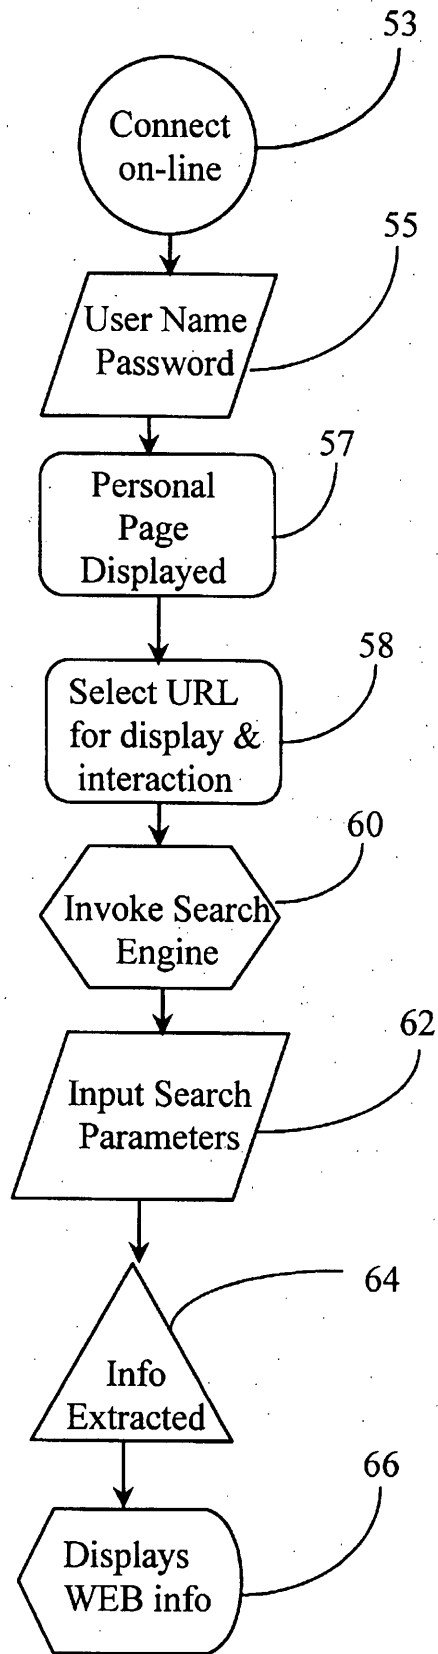 53
Connect
on-line
55
User Name
Password
57
Personal
Page
Displayed
58
Select URL
for display &
interaction
60
Invoke Search
Engine
62
Input Search
Parameters
64
Info
Extracted
66
Displays
WEB info